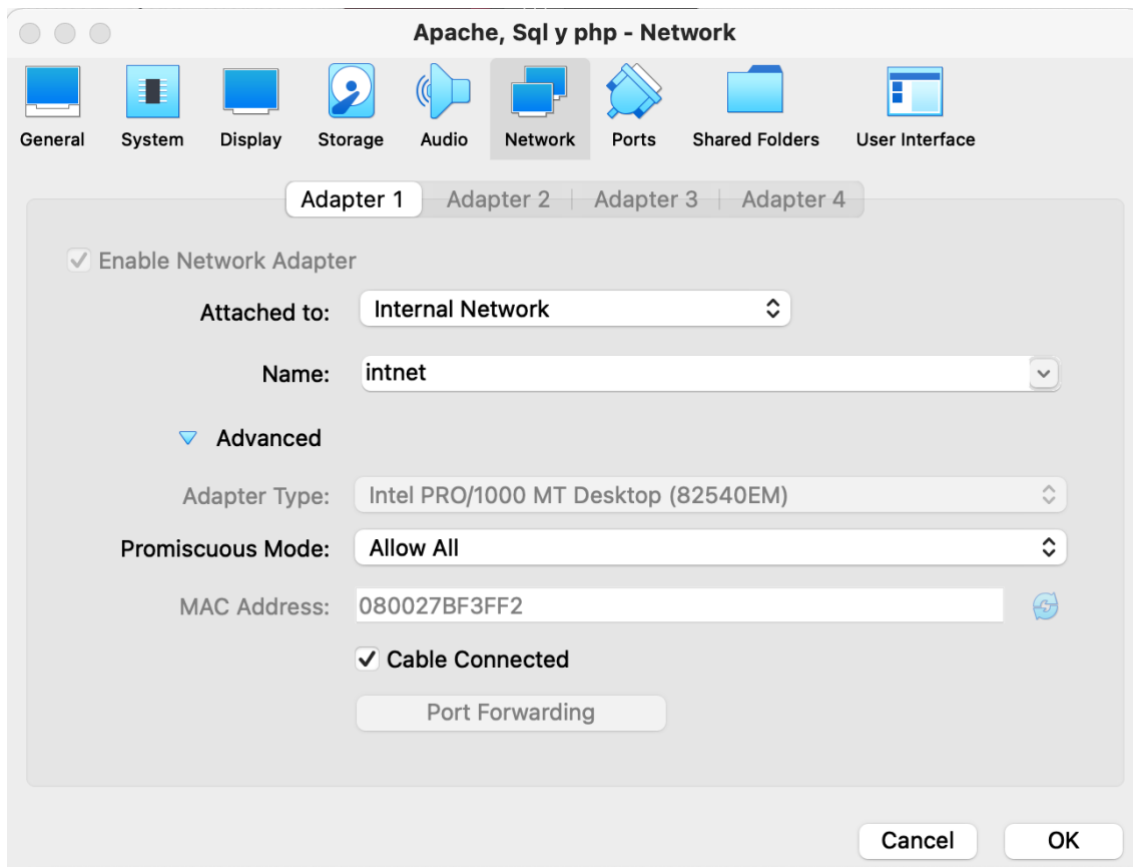 Apache, Sql y php - Network
General System Display Storage Audio Network Ports Shared Folders User Interface
Adapter 1 Adapter 2 Adapter 3 Adapter 4
Enable Network Adapter
Attached to: Internal Network
Name: intnet
Advanced
Adapter Type: Intel PRO/1000 MT Desktop (82540EM)
Promiscuous Mode: Allow All
MAC Address: 080027BF3FF2
Cable Connected
Port Forwarding
Cancel OK